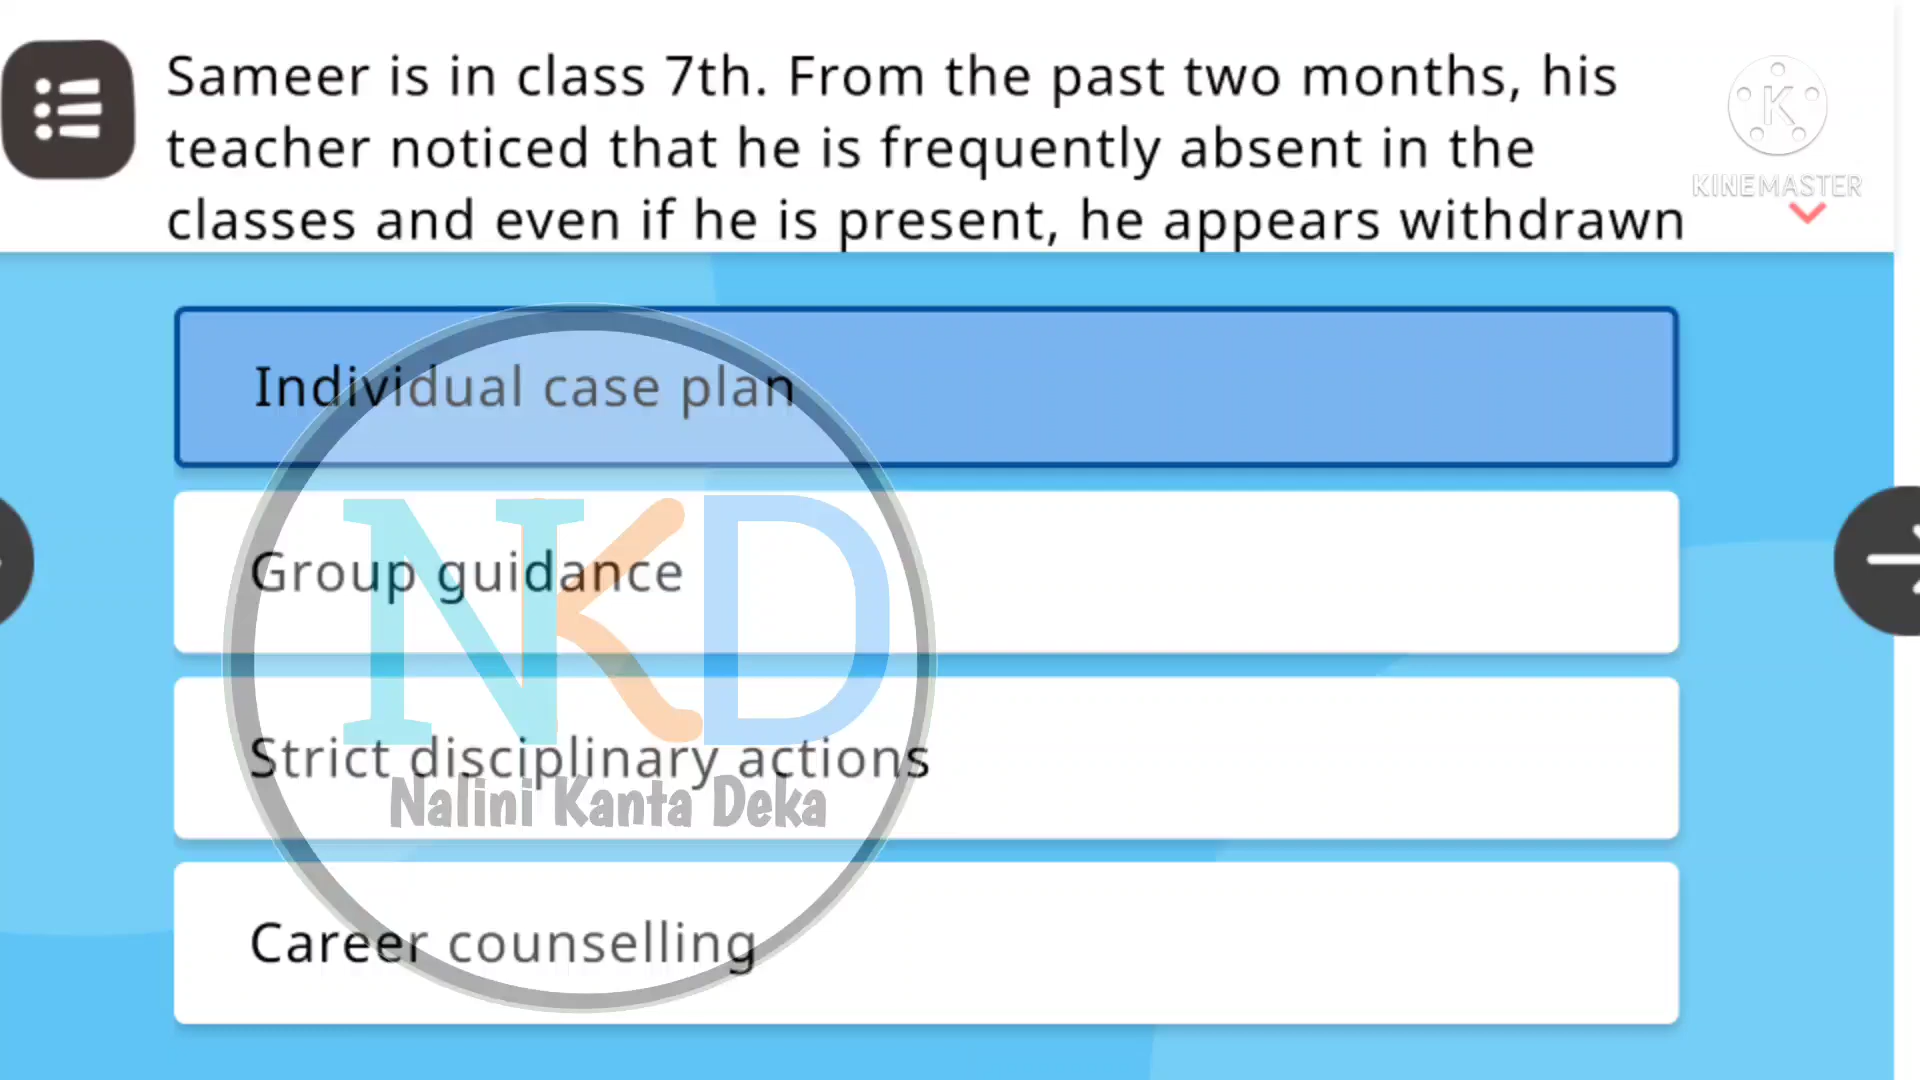 Sameer is in class 7th. From the past two months, his
teacher noticed that he is frequently absent in the
classes and even if he is present, he appears withdrawn
K
KINEMASTER
Individual case plan
Group guidance
NKD
Strict disciplinary actions
Nalini Kanta Deka
Career counselling